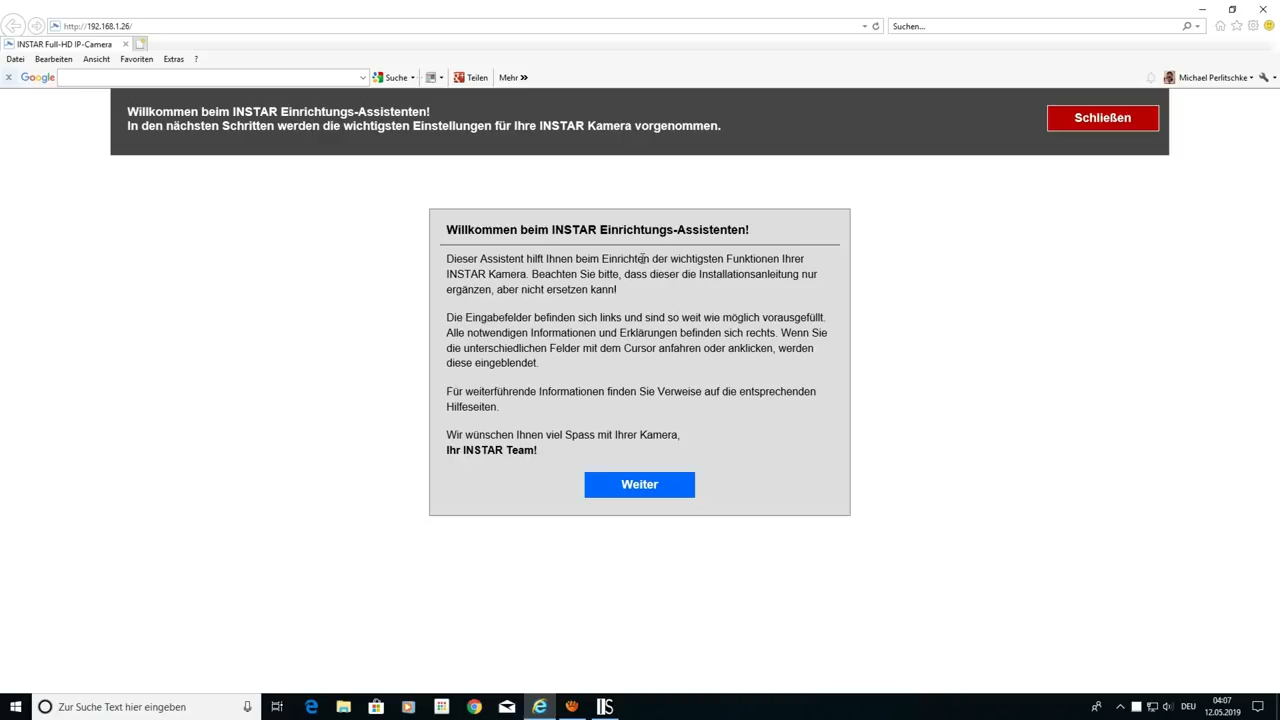 http://192.168.1.26/
Suchen...
INSTAR Full-HD IP-Camera
Datei Bearbeiten Ansicht Favoriten Extras ?
Google Suche Teilen Mehr »
Michael Perlitschke
Willkommen beim INSTAR Einrichtungs-Assistenten!
In den nächsten Schritten werden die wichtigsten Einstellungen für Ihre INSTAR Kamera vorgenommen.
Schließen
Willkommen beim INSTAR Einrichtungs-Assistenten!
Dieser Assistent hilft Ihnen beim Einrichten der wichtigsten Funktionen Ihrer
INSTAR Kamera. Beachten Sie bitte, dass dieser die Installationsanleitung nur
ergänzen, aber nicht ersetzen kann!
Die Eingabefelder befinden sich links und sind so weit wie möglich vorausgefüllt.
Alle notwendigen Informationen und Erklärungen befinden sich rechts. Wenn Sie
die unterschiedlichen Felder mit dem Cursor anfahren oder anklicken, werden
diese eingeblendet.
Für weiterführende Informationen finden Sie Verweise auf die entsprechenden
Hilfeseiten.
Wir wünschen Ihnen viel Spass mit Ihrer Kamera,
Ihr INSTAR Team!
Weiter
Zur Suche Text hier eingeben
DEU
04:07
12.05.2019